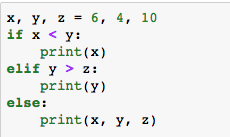 x, y, z = 6, 4, 10
if x < y:
    print(x)
elif y > z:
    print(y)
else:
    print(x, y, z)